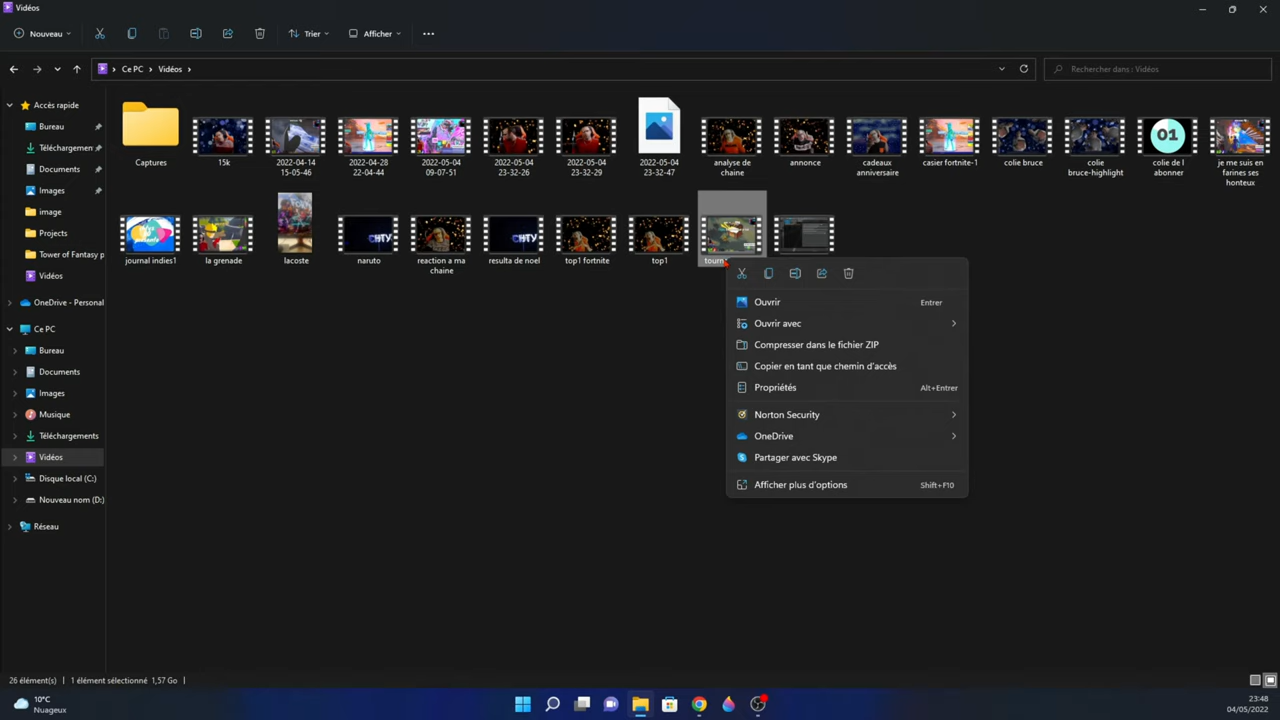 Vidéos
Nouveau
Trier
Afficher
Ce PC > Vidéos >
Rechercher dans : Vidéos
Accès rapide
Bureau
Téléchargemen
Documents
Images
image
Projects
Tower of Fantasy p
Vidéos
OneDrive - Personal
Ce PC
Bureau
Documents
Images
Musique
Téléchargements
Vidéos
Disque local (C:)
Nouveau nom (D:)
Réseau
Captures
15k
2022-04-14
15-05-46
2022-04-28
22-04-44
2022-05-04
09-07-51
2022-05-04
23-32-26
2022-05-04
23-32-29
2022-05-04
23-32-47
analyse de
chaine
annonce
cadeaux
anniversaire
casier fortnite-1
colie bruce
colie
bruce-highlight
01
colie de l
abonner
je me suis en
farines ses
honteux
journal indies1
la grenade
lacoste
naruto
reaction a ma
chaine
resulta de noel
top1 fortnite
top1
Ouvrir Entrer
Ouvrir avec
Compresser dans le fichier ZIP
Copier en tant que chemin d'accès
Propriétés Alt+Entrer
Norton Security
OneDrive
Partager avec Skype
Afficher plus d'options Shift+F10
26 élément(s) 1 élément sélectionné 1,57 Go
10°C
Nuageux
23:48
04/05/2022